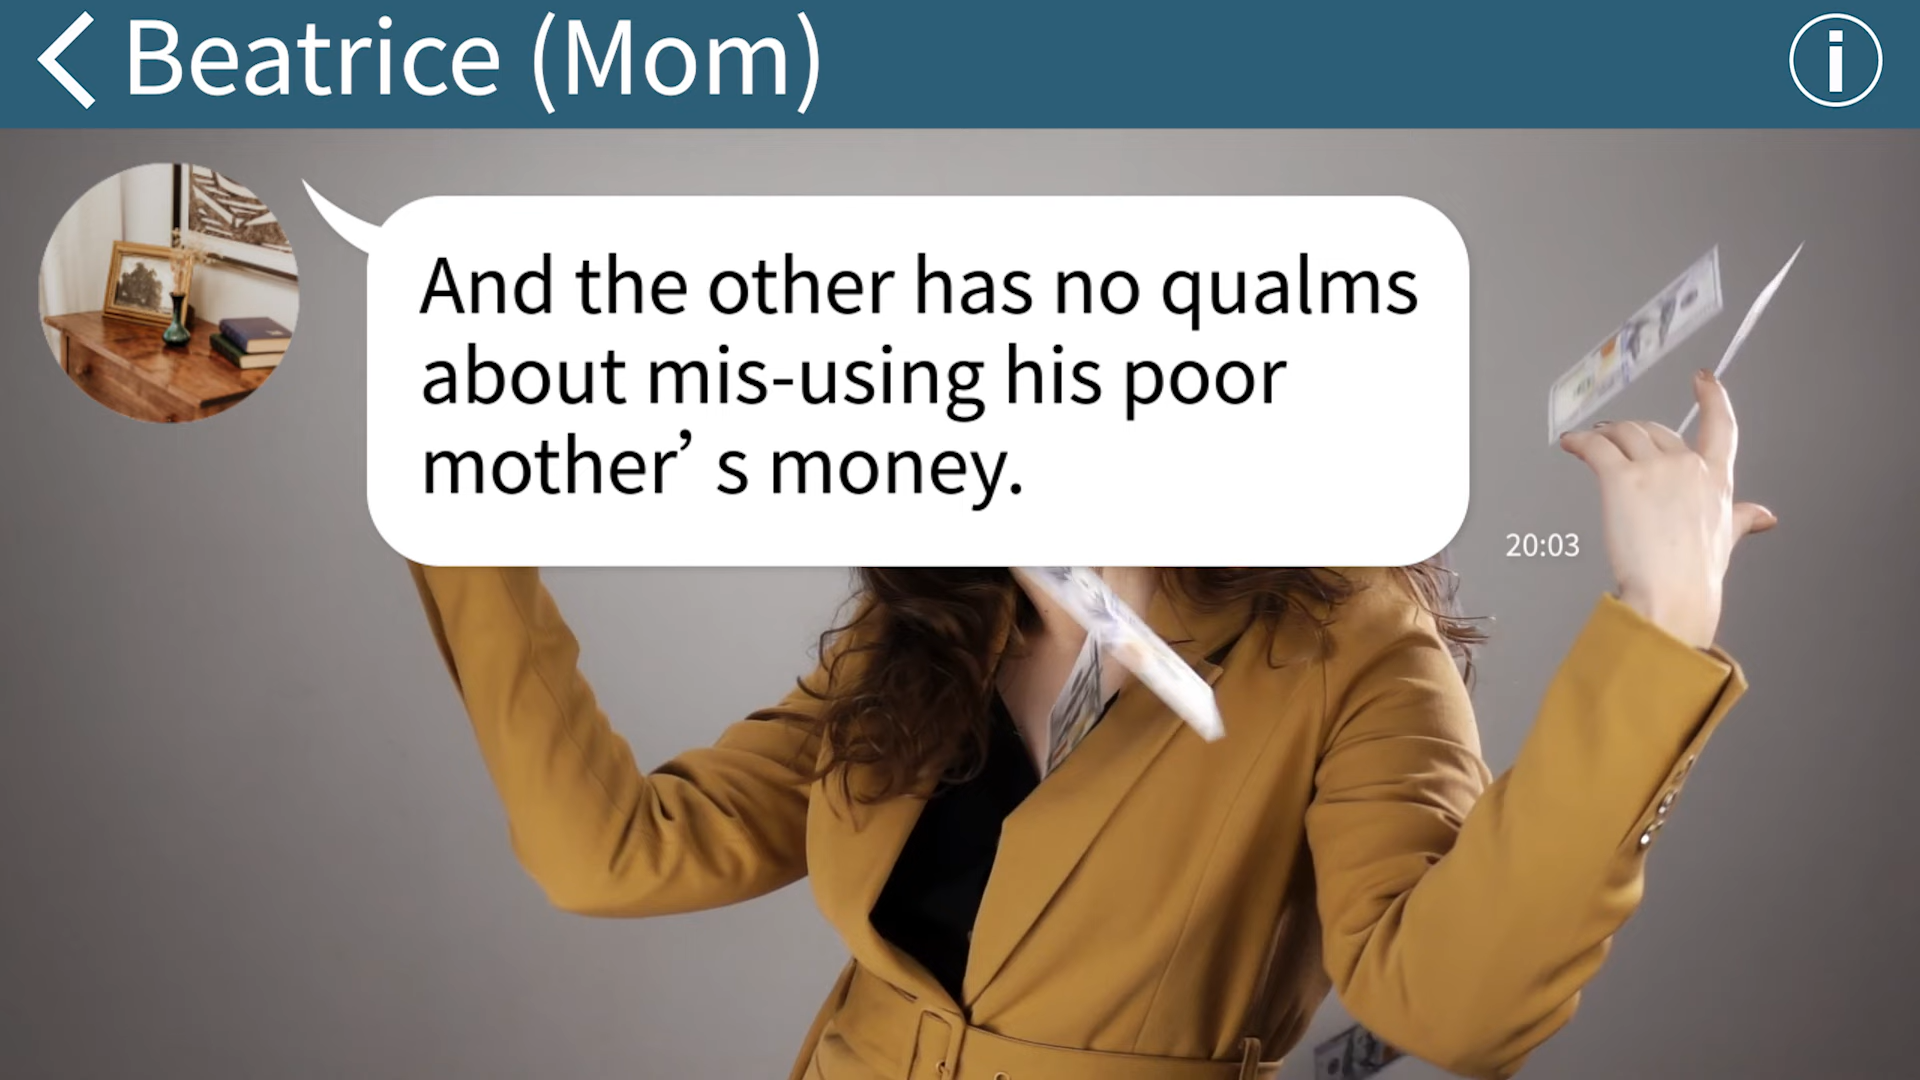 Beatrice (Mom)
And the other has no qualms
about mis-using his poor
mother’ s money.
20:03